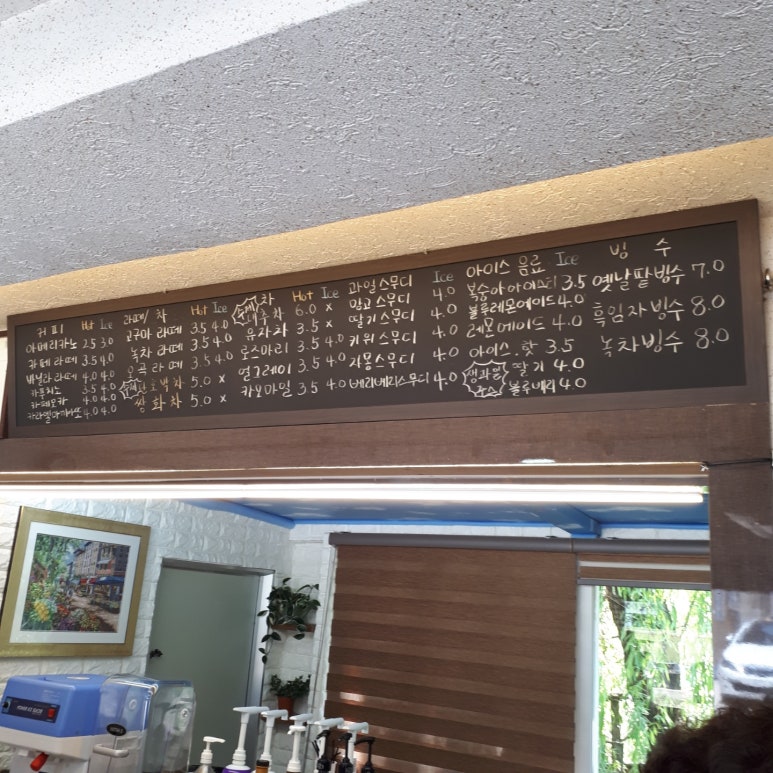 커피 Hot Ice
아메리카노 2.5 3.0
카페라떼 3.5 4.0
바닐라라떼 4.0 4.0
카푸치노 3.5 4.0
카페모카 4.0 4.0
카라멜마끼아또 4.0 4.0
라떼/차 Hot Ice
고구마라떼 3.5 4.0
녹차라떼 3.5 4.0
오곡라떼 3.5 4.0
호박차 5.0 x
쌍화차 5.0 x
차 Hot Ice
대추차 6.0 x
유자차 3.5 x
로즈마리 3.5 4.0
얼그레이 3.5 4.0
카모마일 3.5 4.0
과일스무디 Ice
망고스무디 4.0
딸기스무디 4.0
키위스무디 4.0
자몽스무디 4.0
베리베리스무디 4.0
아이스음료 Ice
복숭아아이스티 3.5
블루레몬에이드 4.0
레몬에이드 4.0
아이스.핫 3.5
생과일 쥬스 딸기 4.0
블루베리 4.0
빙수
옛날팥빙수 7.0
흑임자빙수 8.0
녹차빙수 8.0